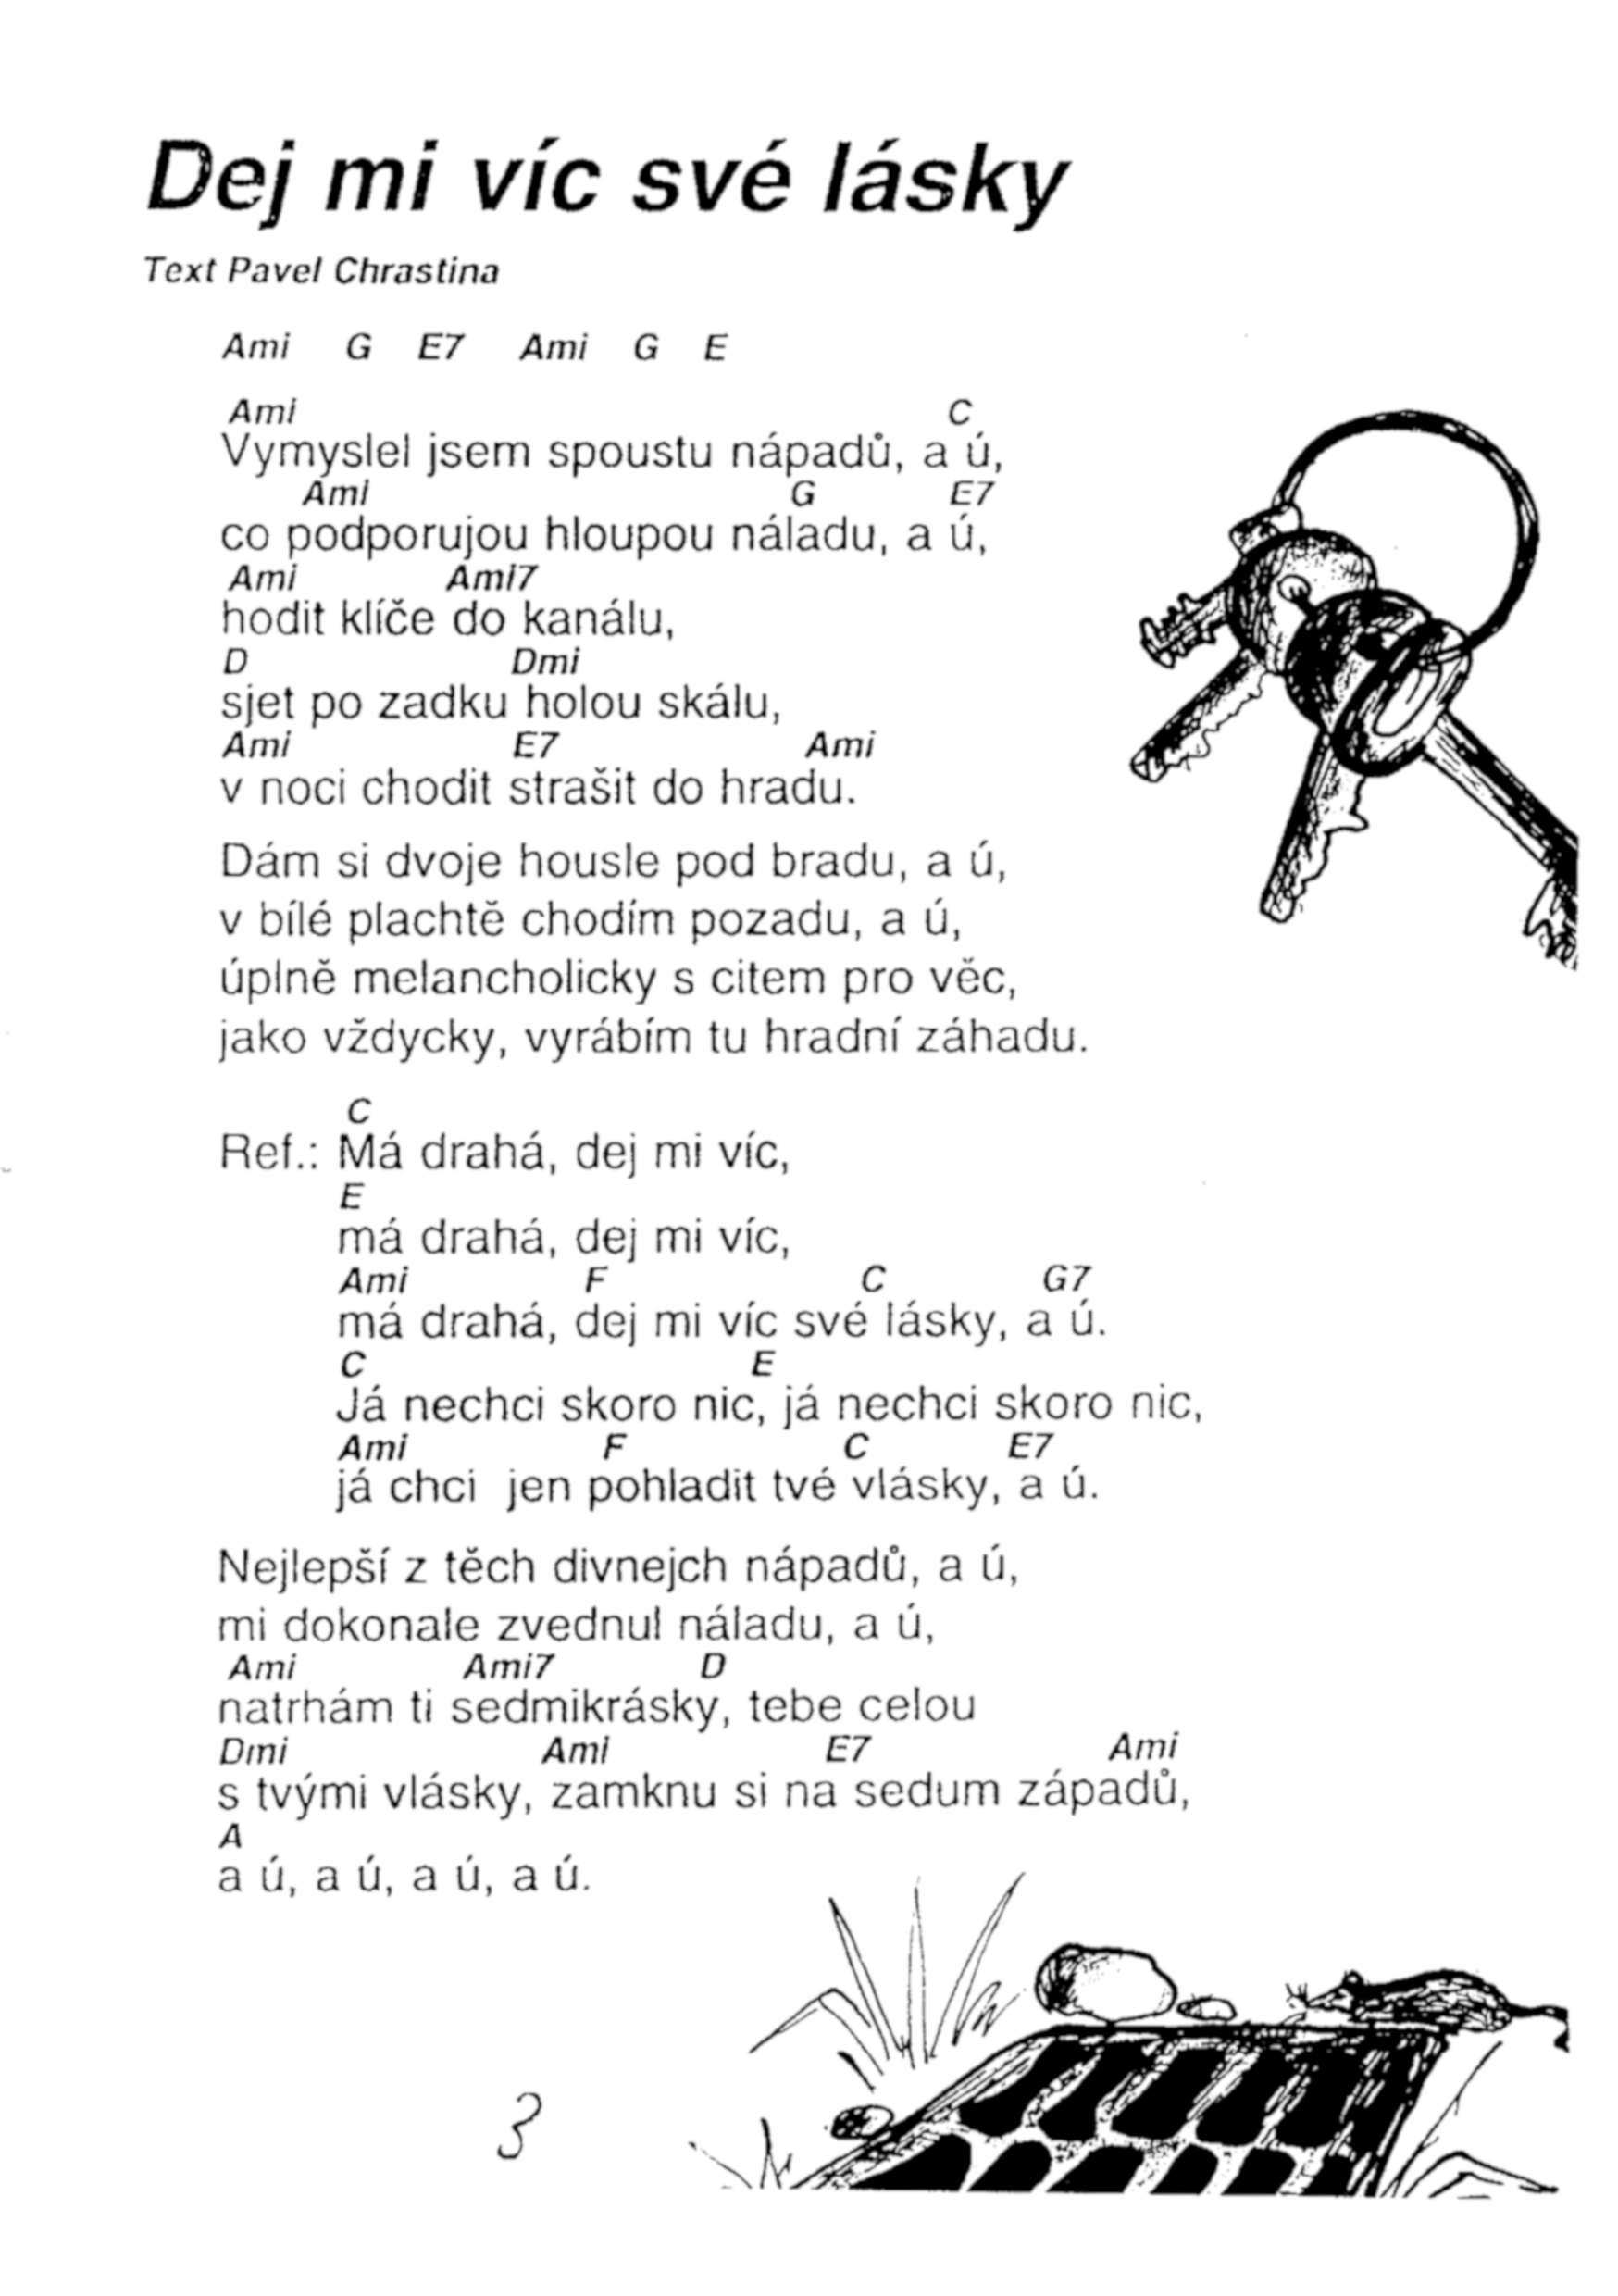 Dej mi víc své lásky
Text Pavel Chrastina
Ami G E7 Ami G E
Ami C
Vymyslel jsem spoustu nápadů, a ú,
Ami G E7
co podporujou hloupou náladu, a ú,
Ami Ami7
hodit klíče do kanálu,
D Dmi
sjet po zadku holou skálu,
Ami E7 Ami
v noci chodit strašit do hradu.
Dám si dvoje housle pod bradu, a ú,
v bílé plachtě chodím pozadu, a ú,
úplně melancholicky s citem pro věc,
jako vždycky, vyrábím tu hradní záhadu.
C
Ref.: Má drahá, dej mi víc,
E
má drahá, dej mi víc,
Ami F C G7
má drahá, dej mi víc své lásky, a ú.
C E
Já nechci skoro nic, já nechci skoro nic,
Ami F C E7
já chci jen pohladit tvé vlásky, a ú.
Nejlepší z těch divnejch nápadů, a ú,
mi dokonale zvednul náladu, a ú,
Ami Ami7 D
natrhám ti sedmikrásky, tebe celou
Dmi Ami E7 Ami
s tvými vlásky, zamknu si na sedum západů,
A
a ú, a ú, a ú, a ú.
3